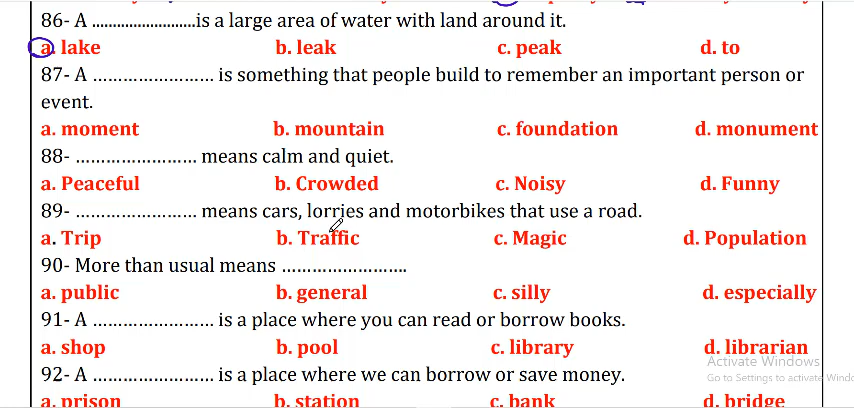 86- A ..........................is a large area of water with land around it.
a. lake b. leak c. peak d. to
87- A ........................ is something that people build to remember an important person or
event.
a. moment b. mountain c. foundation d. monument
88- ........................ means calm and quiet.
a. Peaceful b. Crowded c. Noisy d. Funny
89- ........................ means cars, lorries and motorbikes that use a road.
a. Trip b. Traffic c. Magic d. Population
90- More than usual means .........................
a. public b. general c. silly d. especially
91- A ........................ is a place where you can read or borrow books.
a. shop b. pool c. library d. librarian
92- A ........................ is a place where we can borrow or save money.
a. prison b. station c. bank d. bridge
Activate Windows
Go to Settings to activate Windo